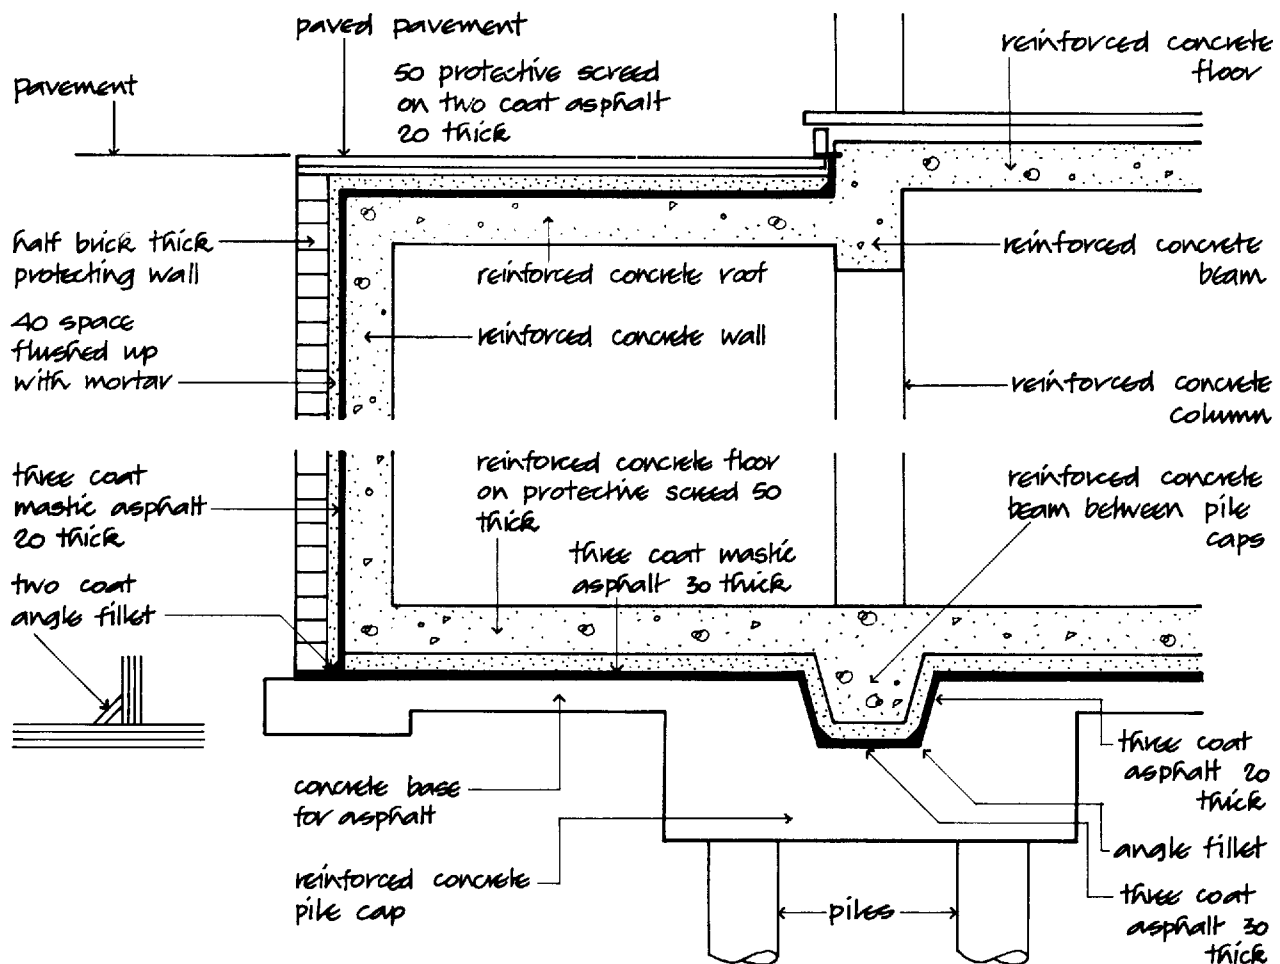 paved pavement
50 protective screed
on two coat asphalt
20 thick
reinforced concrete
floor
pavement
half brick thick
protecting wall
40 space
flushed up
with mortar
reinforced concrete roof
reinforced concrete wall
reinforced concrete
beam
reinforced concrete
column
three coat
mastic asphalt
20 thick
two coat
angle fillet
reinforced concrete floor
on protective screed 50
thick
three coat mastic
asphalt 30 thick
reinforced concrete
beam between pile
caps
concrete base
for asphalt
reinforced concrete
pile cap
piles
three coat
asphalt 20
thick
angle fillet
three coat
asphalt 30
thick